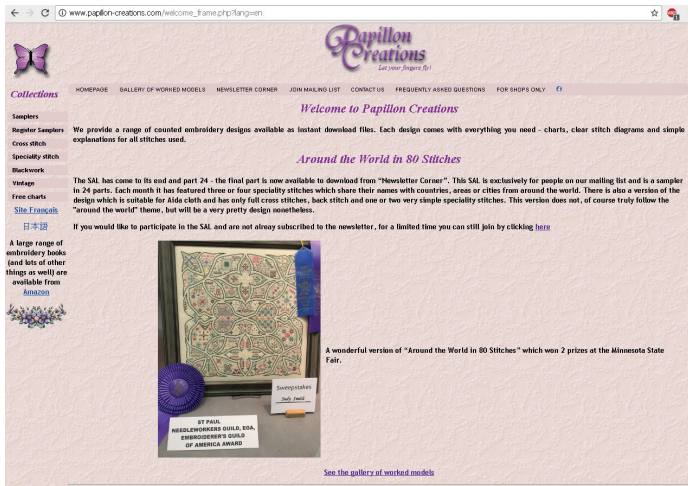 www.papillon-creations.com/welcome_frame.php?lang=en
Papillon
Creations
Let your fingers fly!
Collections
HOMEPAGE GALLERY OF WORKED MODELS NEWSLETTER CORNER JOIN MAILING LIST CONTACT US FREQUENTLY ASKED QUESTIONS FOR SHOPS ONLY
Samplers
Register Samplers
Cross stitch
Speciality stitch
Blackwork
Vintage
Free charts
Site Français
日本語
A large range of
embroidery books
(and lots of other
things as well) are
available from
Amazon
Welcome to Papillon Creations
We provide a range of counted embroidery designs available as instant download files. Each design comes with everything you need - charts, clear stitch diagrams and simple
explanations for all stitches used.
Around the World in 80 Stitches
The SAL has come to its end and part 24 - the final part is now available to download from "Newsletter Corner". This SAL is exclusively for people on our mailing list and is a sampler
in 24 parts. Each month it has featured three or four speciality stitches which share their names with countries, areas or cities from around the world. There is also a version of the
design which is suitable for Aida cloth and has only full cross stitches, back stitch and one or two very simple speciality stitches. This version does not, of course truly follow the
"around the world" theme, but will be a very pretty design nonetheless.
If you would like to participate in the SAL and are not alreay subscribed to the newsletter, for a limited time you can still join by clicking here
Sweepstakes
Judy Smith
ST PAUL
NEEDLEWORKERS GUILD, EGA,
EMBROIDERER'S GUILD
OF AMERICA AWARD
A wonderful version of "Around the World in 80 Stitches" which won 2 prizes at the Minnesota State
Fair.
See the gallery of worked models